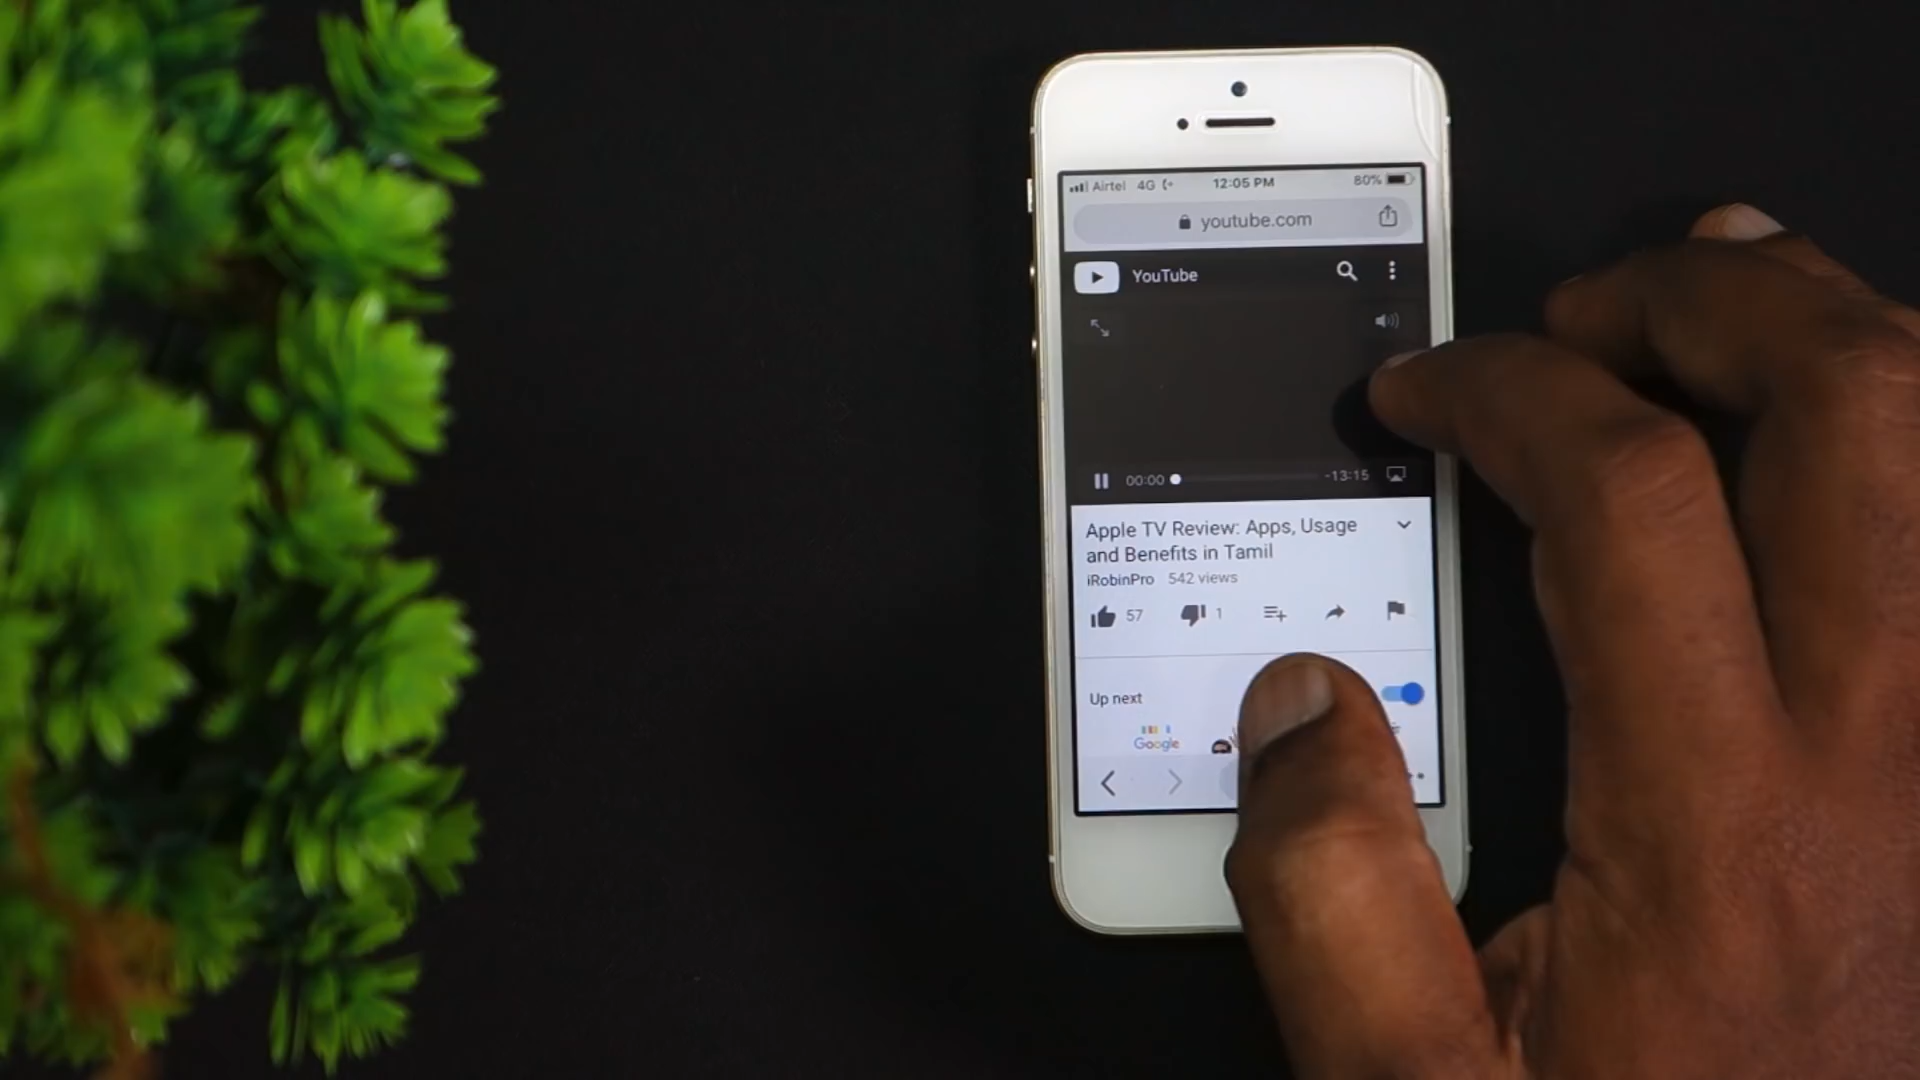 Airtel 4G 12:05 PM 80%
youtube.com
YouTube
00:00 -13:15
Apple TV Review: Apps, Usage
and Benefits in Tamil
iRobinPro 542 views
57 1
Up next
Google